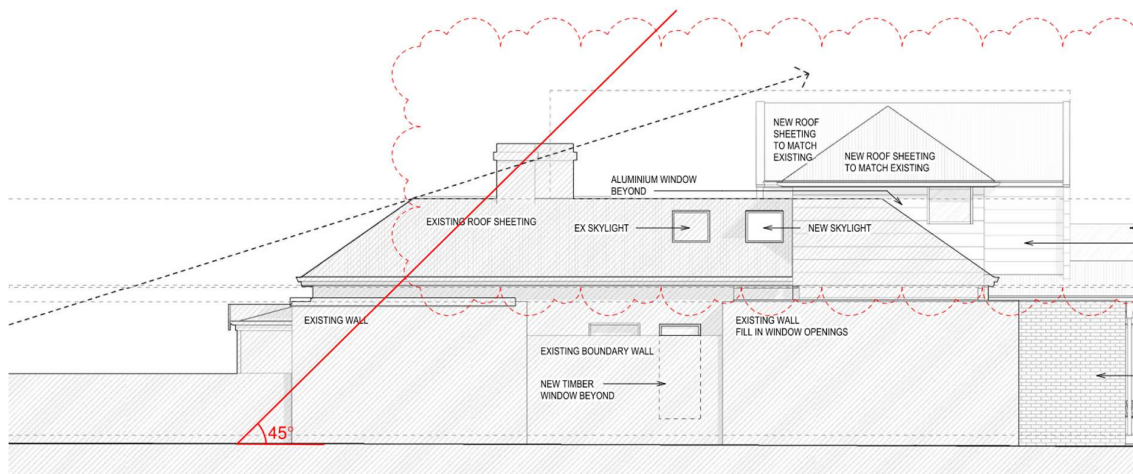 NEW ROOF
SHEETING
TO MATCH
EXISTING
NEW ROOF SHEETING
TO MATCH EXISTING
ALUMINIUM WINDOW
BEYOND
EXISTING ROOF SHEETING
EX SKYLIGHT
NEW SKYLIGHT
EXISTING WALL
EXISTING WALL
FILL IN WINDOW OPENINGS
EXISTING BOUNDARY WALL
NEW TIMBER
WINDOW BEYOND
45°